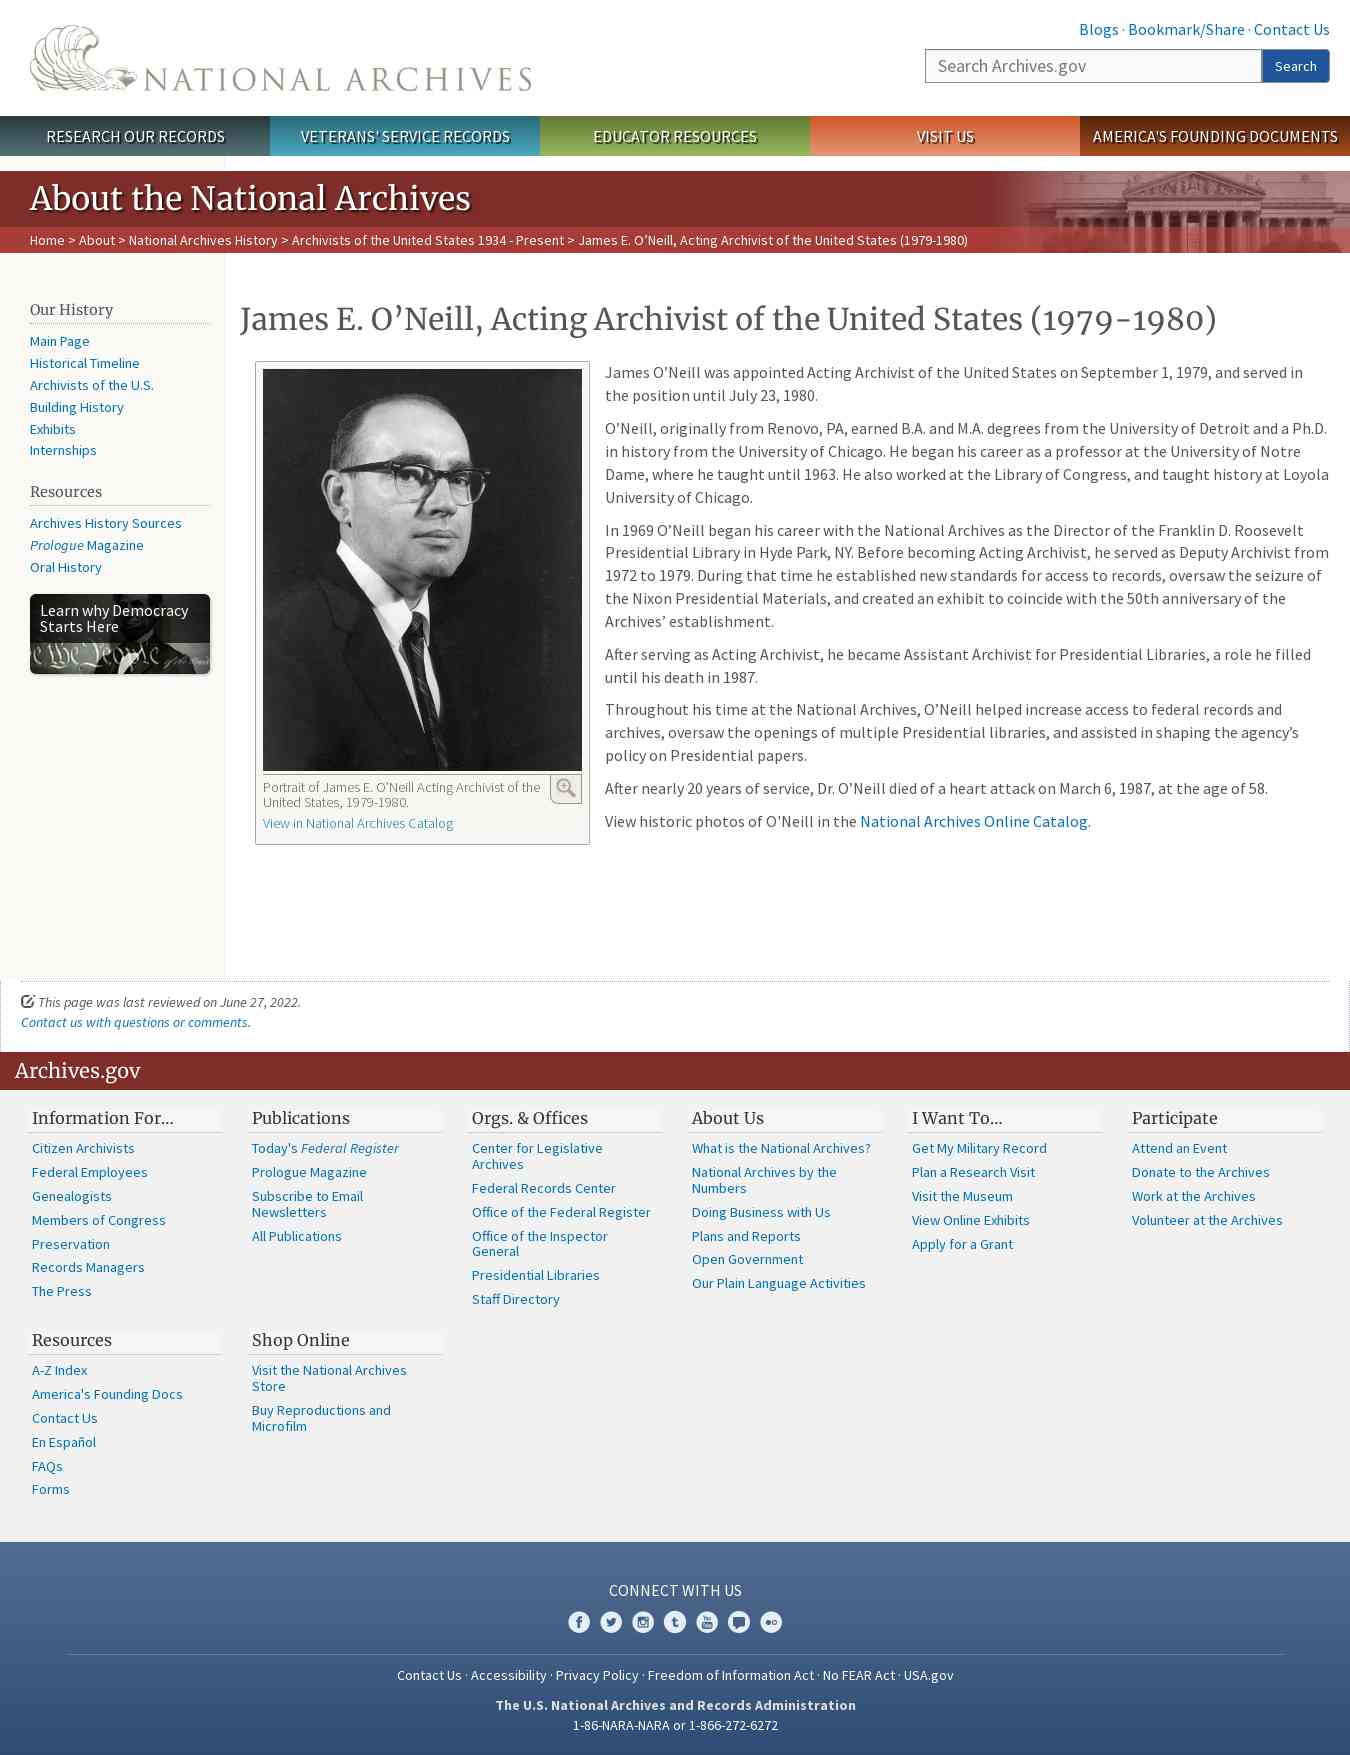 NATIONAL ARCHIVES
Blogs · Bookmark/Share · Contact Us
Search Archives.gov
Search
RESEARCH OUR RECORDS
VETERANS' SERVICE RECORDS
EDUCATOR RESOURCES
VISIT US
AMERICA'S FOUNDING DOCUMENTS
About the National Archives
Home > About > National Archives History > Archivists of the United States 1934 - Present > James E. O’Neill, Acting Archivist of the United States (1979-1980)
Our History
Main Page
Historical Timeline
Archivists of the U.S.
Building History
Exhibits
Internships
Resources
Archives History Sources
Prologue Magazine
Oral History
Learn why Democracy
Starts Here
e the People
James E. O’Neill, Acting Archivist of the United States (1979-1980)
Portrait of James E. O'Neill Acting Archivist of the
United States, 1979-1980.
View in National Archives Catalog
James O’Neill was appointed Acting Archivist of the United States on September 1, 1979, and served in
the position until July 23, 1980.
O’Neill, originally from Renovo, PA, earned B.A. and M.A. degrees from the University of Detroit and a Ph.D.
in history from the University of Chicago. He began his career as a professor at the University of Notre
Dame, where he taught until 1963. He also worked at the Library of Congress, and taught history at Loyola
University of Chicago.
In 1969 O’Neill began his career with the National Archives as the Director of the Franklin D. Roosevelt
Presidential Library in Hyde Park, NY. Before becoming Acting Archivist, he served as Deputy Archivist from
1972 to 1979. During that time he established new standards for access to records, oversaw the seizure of
the Nixon Presidential Materials, and created an exhibit to coincide with the 50th anniversary of the
Archives’ establishment.
After serving as Acting Archivist, he became Assistant Archivist for Presidential Libraries, a role he filled
until his death in 1987.
Throughout his time at the National Archives, O’Neill helped increase access to federal records and
archives, oversaw the openings of multiple Presidential libraries, and assisted in shaping the agency’s
policy on Presidential papers.
After nearly 20 years of service, Dr. O’Neill died of a heart attack on March 6, 1987, at the age of 58.
View historic photos of O'Neill in the National Archives Online Catalog.
This page was last reviewed on June 27, 2022.
Contact us with questions or comments.
Archives.gov
Information For…
Citizen Archivists
Federal Employees
Genealogists
Members of Congress
Preservation
Records Managers
The Press
Publications
Today's Federal Register
Prologue Magazine
Subscribe to Email
Newsletters
All Publications
Orgs. & Offices
Center for Legislative
Archives
Federal Records Center
Office of the Federal Register
Office of the Inspector
General
Presidential Libraries
Staff Directory
About Us
What is the National Archives?
National Archives by the
Numbers
Doing Business with Us
Plans and Reports
Open Government
Our Plain Language Activities
I Want To…
Get My Military Record
Plan a Research Visit
Visit the Museum
View Online Exhibits
Apply for a Grant
Participate
Attend an Event
Donate to the Archives
Work at the Archives
Volunteer at the Archives
Resources
A-Z Index
America's Founding Docs
Contact Us
En Español
FAQs
Forms
Shop Online
Visit the National Archives
Store
Buy Reproductions and
Microfilm
CONNECT WITH US
Contact Us · Accessibility · Privacy Policy · Freedom of Information Act · No FEAR Act · USA.gov
The U.S. National Archives and Records Administration
1-86-NARA-NARA or 1-866-272-6272